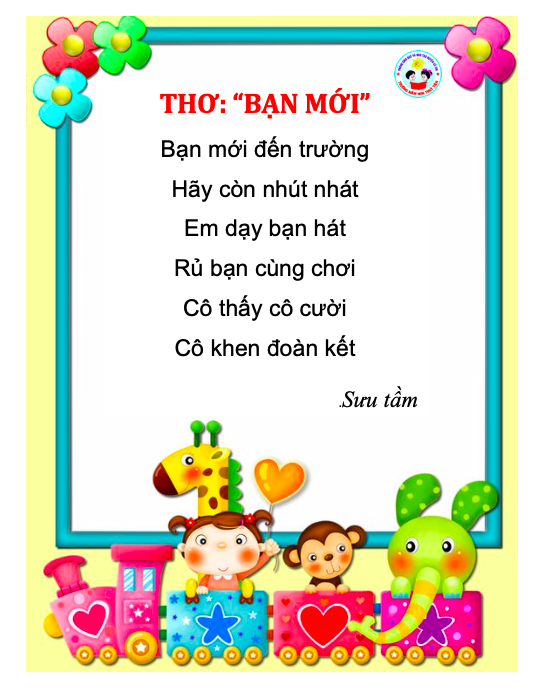 THƠ: “BẠN MỚI”
Bạn mới đến trường
Hãy còn nhút nhát
Em dạy bạn hát
Rủ bạn cùng chơi
Cô thấy cô cười
Cô khen đoàn kết
.Sưu tầm